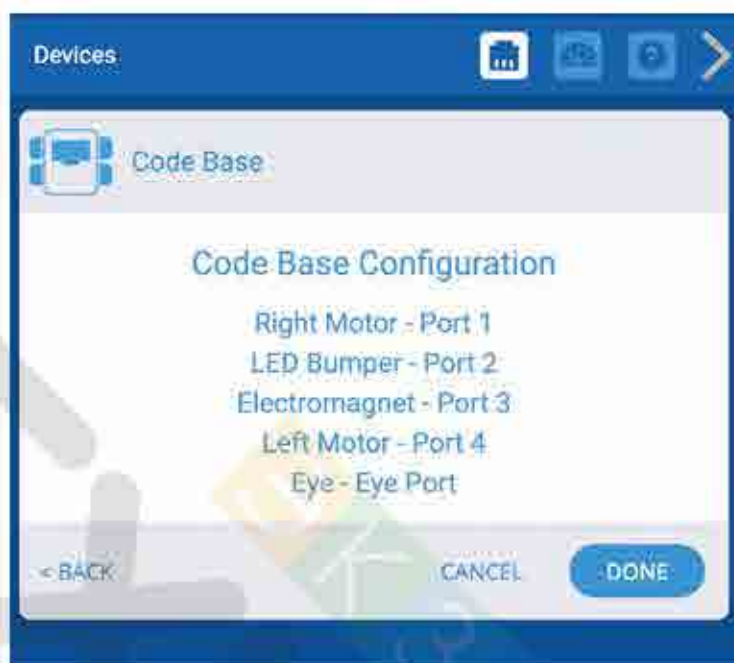 Devices
Code Base
Code Base Configuration
Right Motor - Port 1
LED Bumper - Port 2
Electromagnet - Port 3
Left Motor - Port 4
Eye - Eye Port
< BACK
CANCEL
DONE